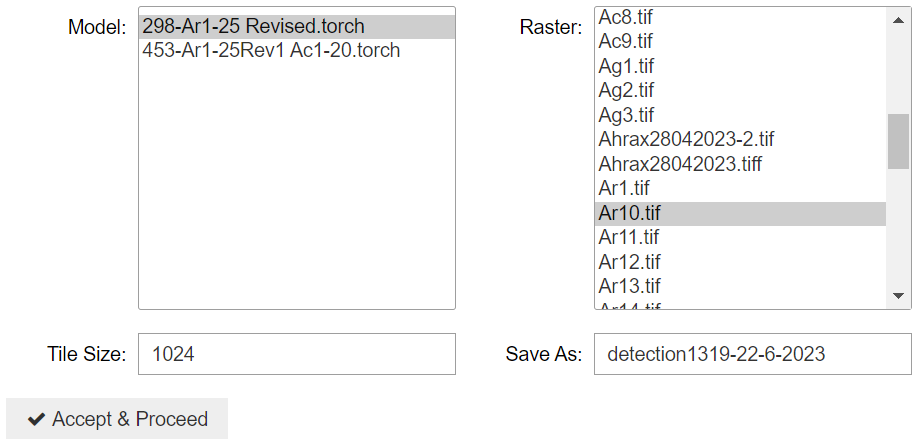 Model:
298-Ar1-25 Revised.torch
453-Ar1-25Rev1 Ac1-20.torch
Raster:
Ac8.tif
Ac9.tif
Ag1.tif
Ag2.tif
Ag3.tif
Ahrax28042023-2.tif
Ahrax28042023.tiff
Ar1.tif
Ar10.tif
Ar11.tif
Ar12.tif
Ar13.tif
Ar14.tif
Tile Size:
1024
Save As:
detection1319-22-6-2023
Accept & Proceed